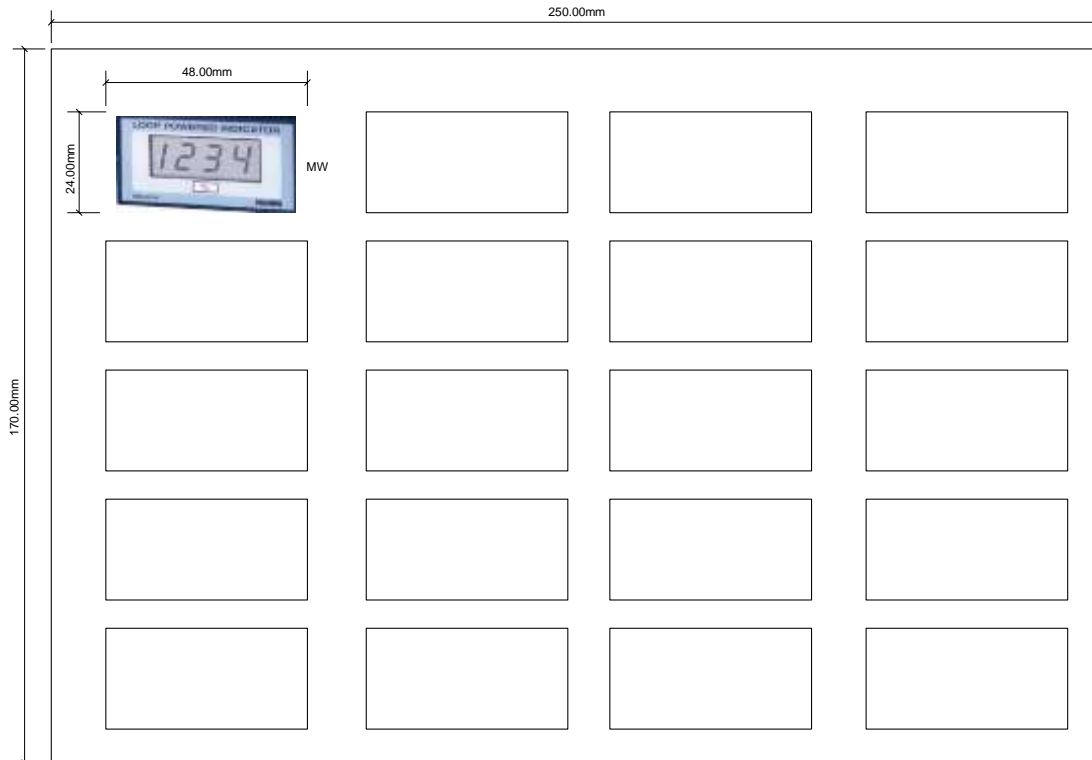 250.00mm
48.00mm
24.00mm
LOOP POWERED INDICATOR
1234
MW
170.00mm